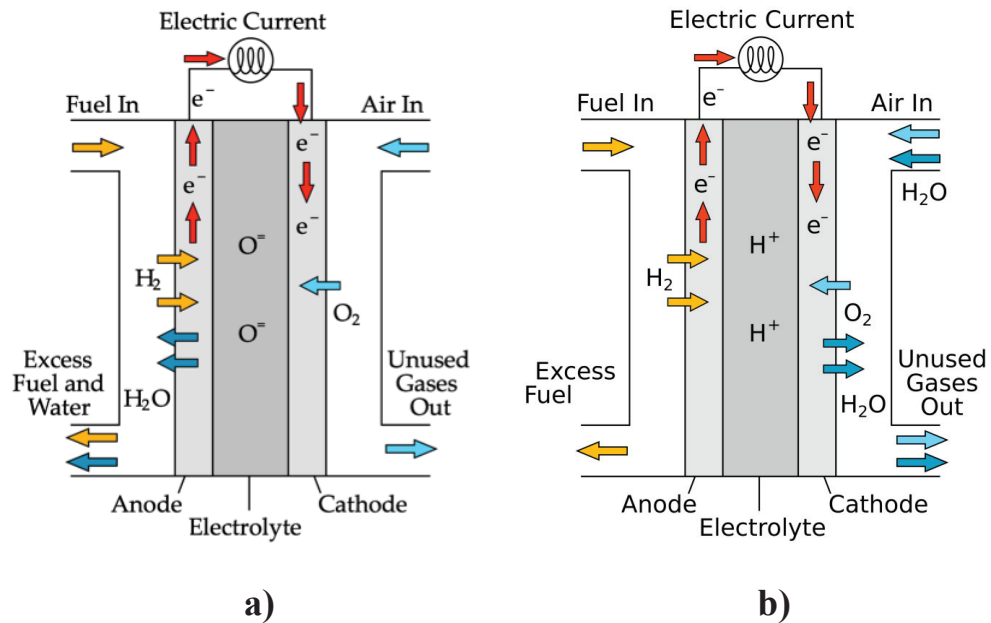 Electric Current
e⁻
Fuel In
Air In
e⁻
e⁻
e⁻
O⁼
H₂
O₂
O⁼
Excess
Fuel and
Water
H₂O
Unused
Gases
Out
Anode
Cathode
Electrolyte
a)
Electric Current
e⁻
Fuel In
Air In
e⁻
e⁻
H₂O
e⁻
H⁺
H₂
O₂
H⁺
Excess
Fuel
H₂O
Unused
Gases
Out
Anode
Cathode
Electrolyte
b)